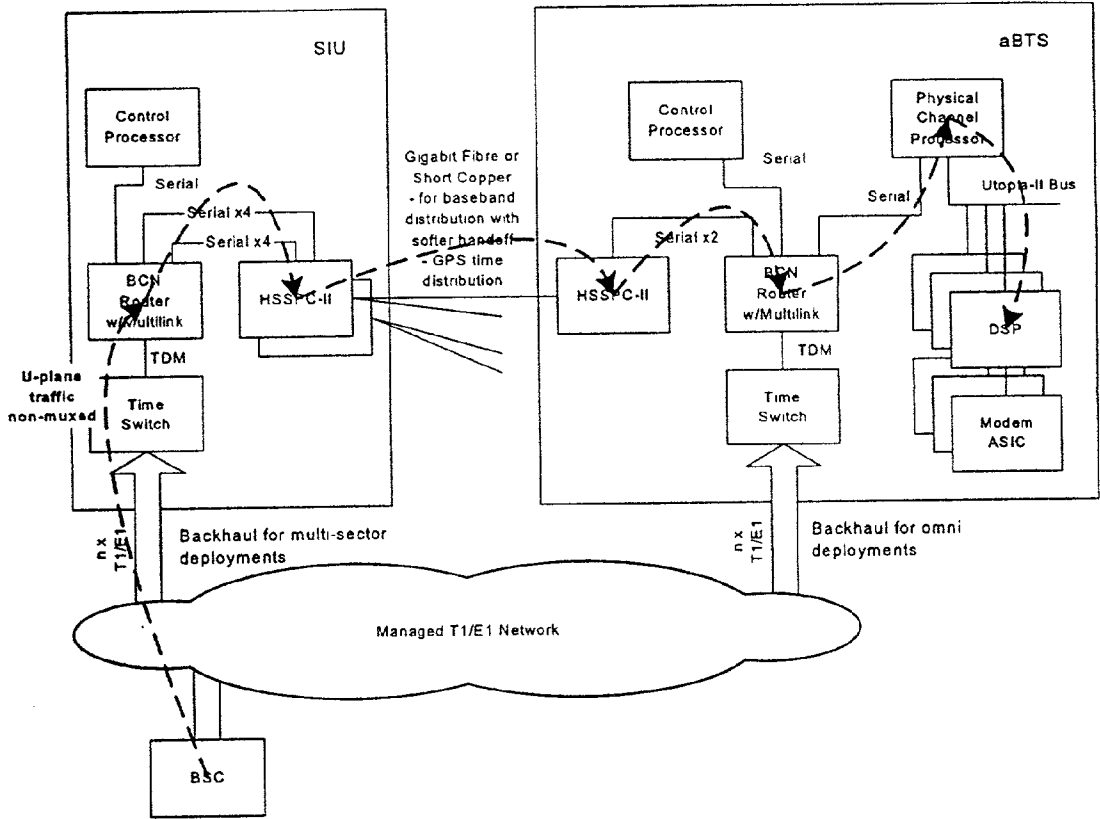 SIU
Control
Processor
Serial
Serial x4
Serial x4
BCN
Router
w/Multilink
HSSPC-II
TDM
Time
Switch
U-plane
traffic
non-muxed
Gigabit Fibre or
Short Copper
- for baseband
distribution with
softer handoff
- GPS time
distribution
aBTS
Control
Processor
Serial
Physical
Channel
Processor
Serial
Utopia-II Bus
Serial x2
HSSPC-II
BCN
Router
w/Multilink
TDM
Time
Switch
DSP
Modem
ASIC
n x
T1/E1
Backhaul for multi-sector
deployments
n x
T1/E1
Backhaul for omni
deployments
Managed T1/E1 Network
BSC